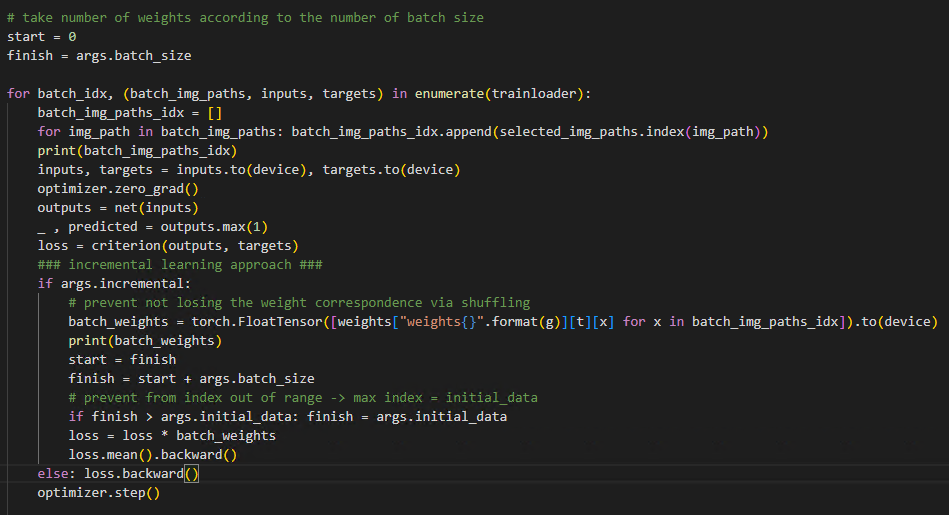 # take number of weights according to the number of batch size
start = 0
finish = args.batch_size
for batch_idx, (batch_img_paths, inputs, targets) in enumerate(trainloader):
    batch_img_paths_idx = []
    for img_path in batch_img_paths: batch_img_paths_idx.append(selected_img_paths.index(img_path))
    print(batch_img_paths_idx)
    inputs, targets = inputs.to(device), targets.to(device)
    optimizer.zero_grad()
    outputs = net(inputs)
    _ , predicted = outputs.max(1)
    loss = criterion(outputs, targets)
    ### incremental learning approach ###
    if args.incremental:
        # prevent not losing the weight correspondence via shuffling
        batch_weights = torch.FloatTensor([weights["weights{}".format(g)][t][x] for x in batch_img_paths_idx]).to(device)
        print(batch_weights)
        start = finish
        finish = start + args.batch_size
        # prevent from index out of range -> max index = initial_data
        if finish > args.initial_data: finish = args.initial_data
        loss = loss * batch_weights
        loss.mean().backward()
    else: loss.backward()
    optimizer.step()